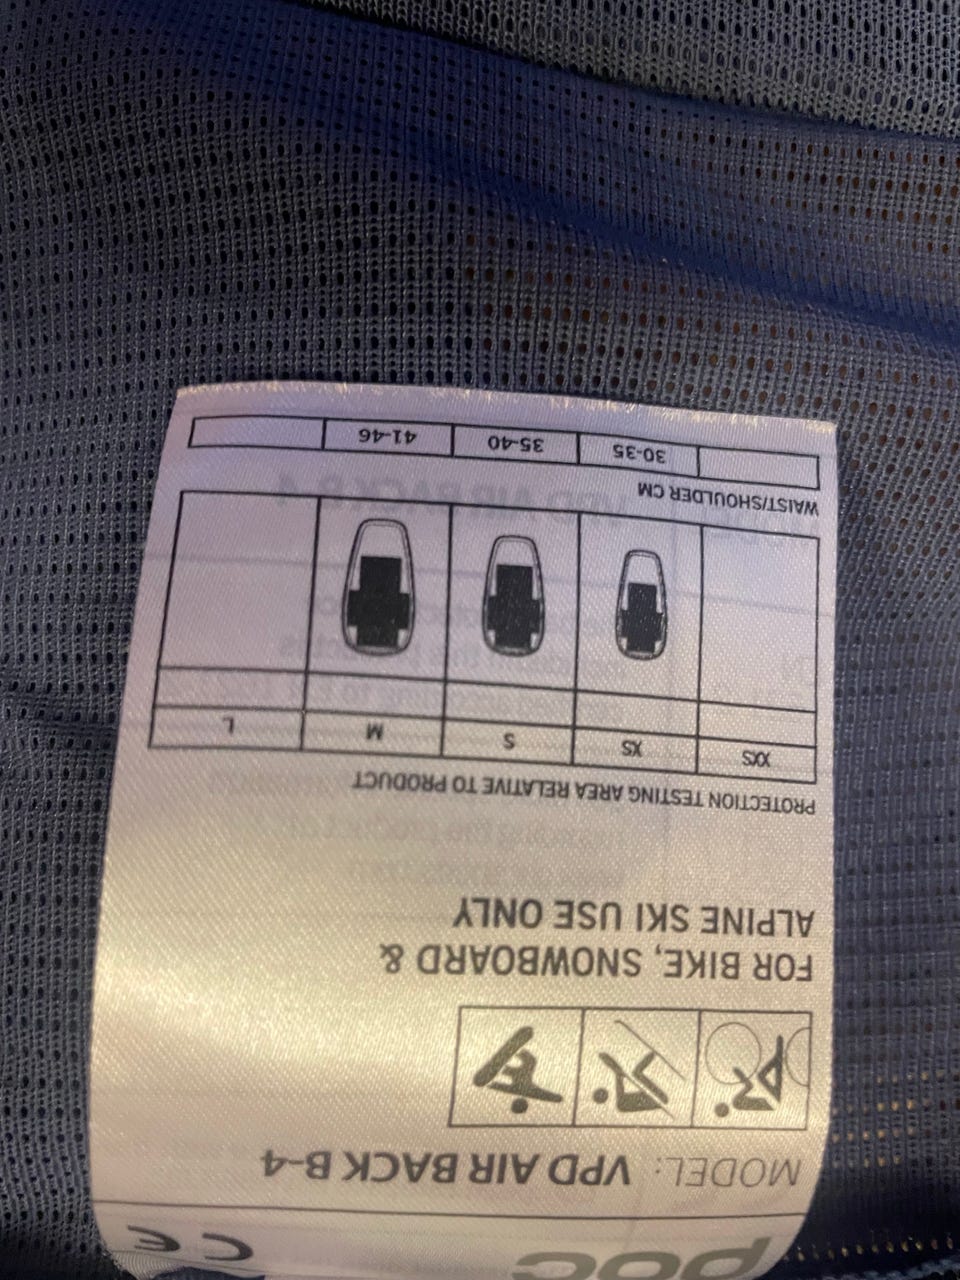 poc CE
MODEL: VPD AIR BACK B-4
FOR BIKE, SNOWBOARD &
ALPINE SKI USE ONLY
PROTECTION TESTING AREA RELATIVE TO PRODUCT
XXS XS S M L
WAIST/SHOULDER CM
30-35 35-40 41-46